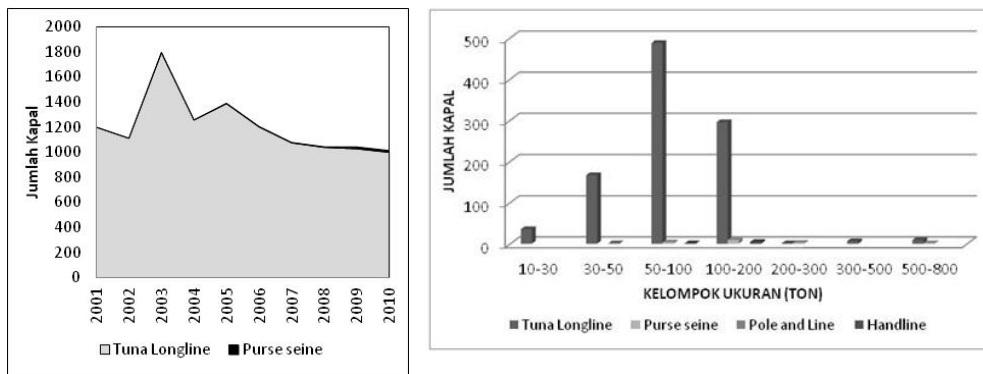 2000
1800
1600
1400
1200
1000
800
600
400
200
0
Jumlah Kapal
2001 2002 2003 2004 2005 2006 2007 2008 2009 2010
Tuna Longline Purse seine
500
400
300
200
100
0
JUMLAH KAPAL
10-30 30-50 50-100 100-200 200-300 300-500 500-800
KELOMPOK UKURAN (TON)
Tuna Longline Purse seine Pole and Line Handline